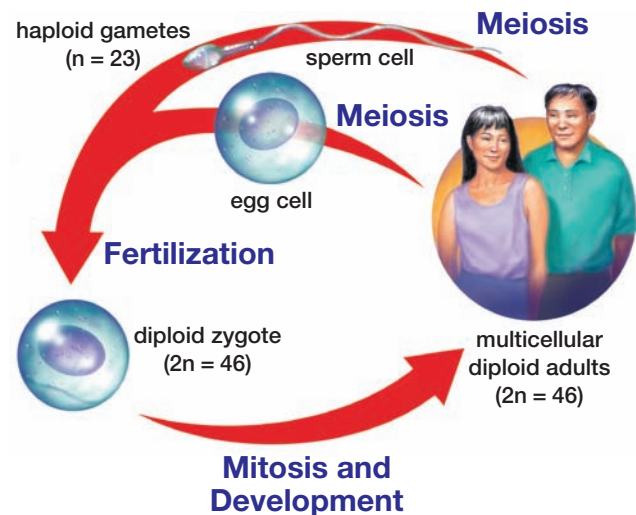 haploid gametes
(n = 23)
Meiosis
sperm cell
Meiosis
egg cell
Fertilization
diploid zygote
(2n = 46)
multicellular
diploid adults
(2n = 46)
Mitosis and
Development